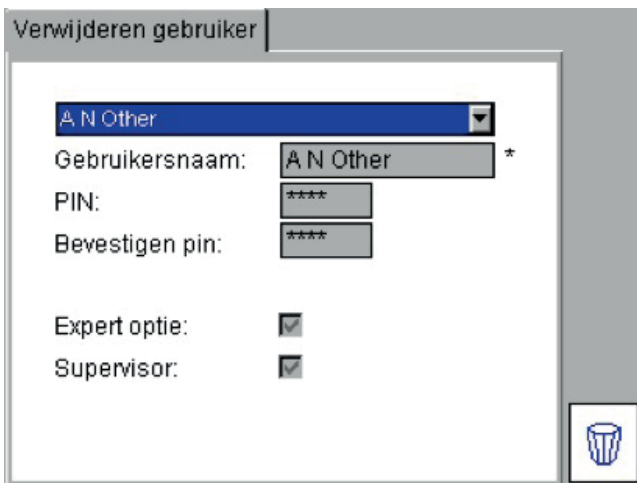 Verwijderen gebruiker
A N Other
Gebruikersnaam: A N Other *
PIN: ****
Bevestigen pin: ****
Expert optie:
Supervisor: